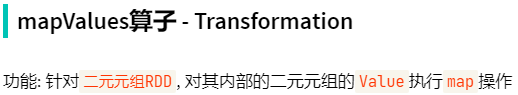 mapValues算子 - Transformation
功能: 针对 二元元组RDD , 对其内部的二元元组的 Value 执行 map 操作